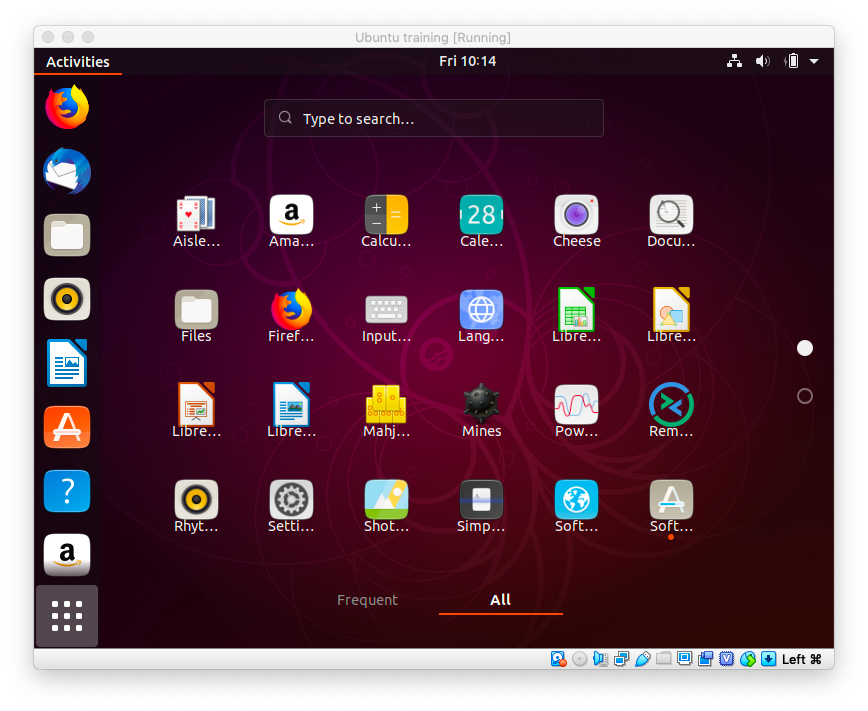 Ubuntu training [Running]
Activities
Fri 10:14
Type to search...
Aisle... Ama... Calcu... Cale... Cheese Docu...
28
Files Firef... Input... Lang... Libre... Libre...
Libre... Libre... Mahj... Mines Pow... Rem...
Rhyt... Setti... Shot... Simp... Soft... Soft...
Frequent All
Left ⌘